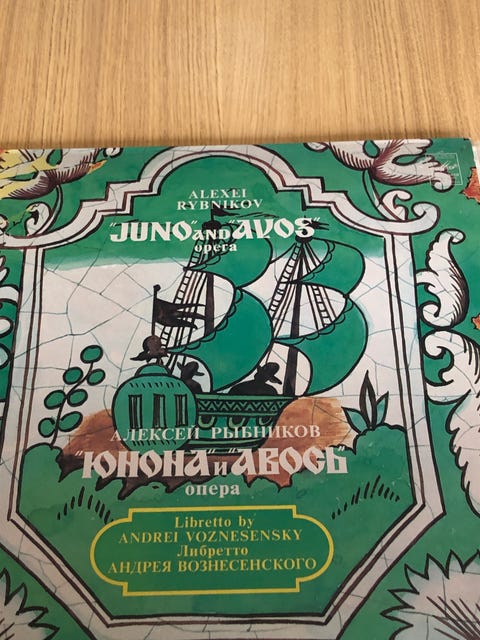 ALEXEI
RYBNIKOV
"JUNO" AND "AVOS"
opera
АЛЕКСЕЙ РЫБНИКОВ
"ЮНОНА" и "АВОСЬ"
опера
Libretto by
ANDREI VOZNESENSKY
Либретто
АНДРЕЯ ВОЗНЕСЕНСКОГО